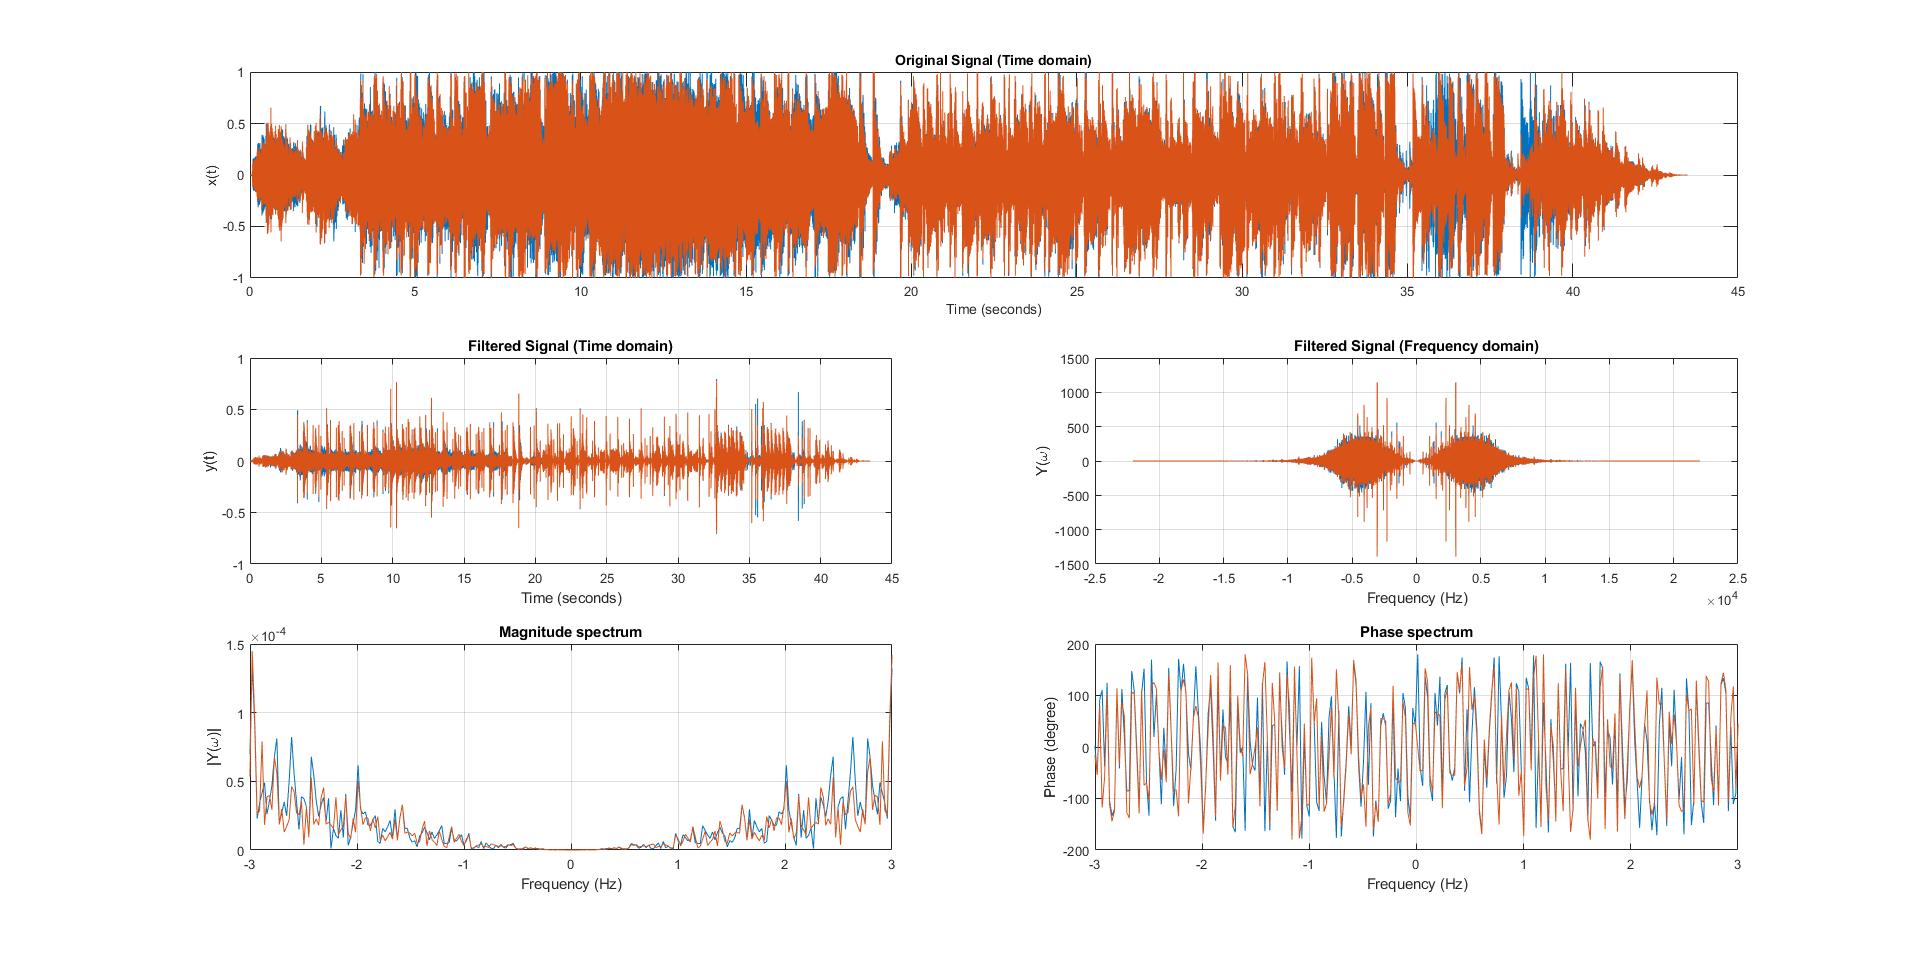 Original Signal (Time domain)
x(t)
1
0.5
0
-0.5
-1
0 5 10 15 20 25 30 35 40 45
Time (seconds)
Filtered Signal (Time domain)
y(t)
1
0.5
0
-0.5
-1
0 5 10 15 20 25 30 35 40 45
Time (seconds)
Filtered Signal (Frequency domain)
Y(ω)
1500
1000
500
0
-500
-1000
-1500
-2.5 -2 -1.5 -1 -0.5 0 0.5 1 1.5 2 2.5
Frequency (Hz)
×10⁴
Magnitude spectrum
×10⁻⁴
|Y(ω)|
1.5
1
0.5
0
-3 -2 -1 0 1 2 3
Frequency (Hz)
Phase spectrum
Phase (degree)
200
100
0
-100
-200
-3 -2 -1 0 1 2 3
Frequency (Hz)